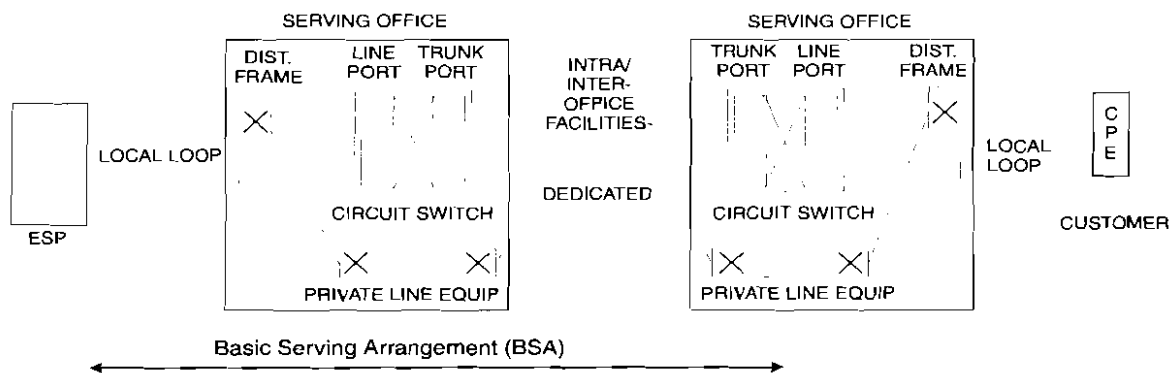 SERVING OFFICE
SERVING OFFICE
DIST.
FRAME
LINE
PORT
TRUNK
PORT
INTRA/
INTER-
OFFICE
FACILITIES-
TRUNK
PORT
LINE
PORT
DIST.
FRAME
CPE
LOCAL LOOP
LOCAL
LOOP
DEDICATED
CIRCUIT SWITCH
CIRCUIT SWITCH
ESP
CUSTOMER
PRIVATE LINE EQUIP
PRIVATE LINE EQUIP
Basic Serving Arrangement (BSA)